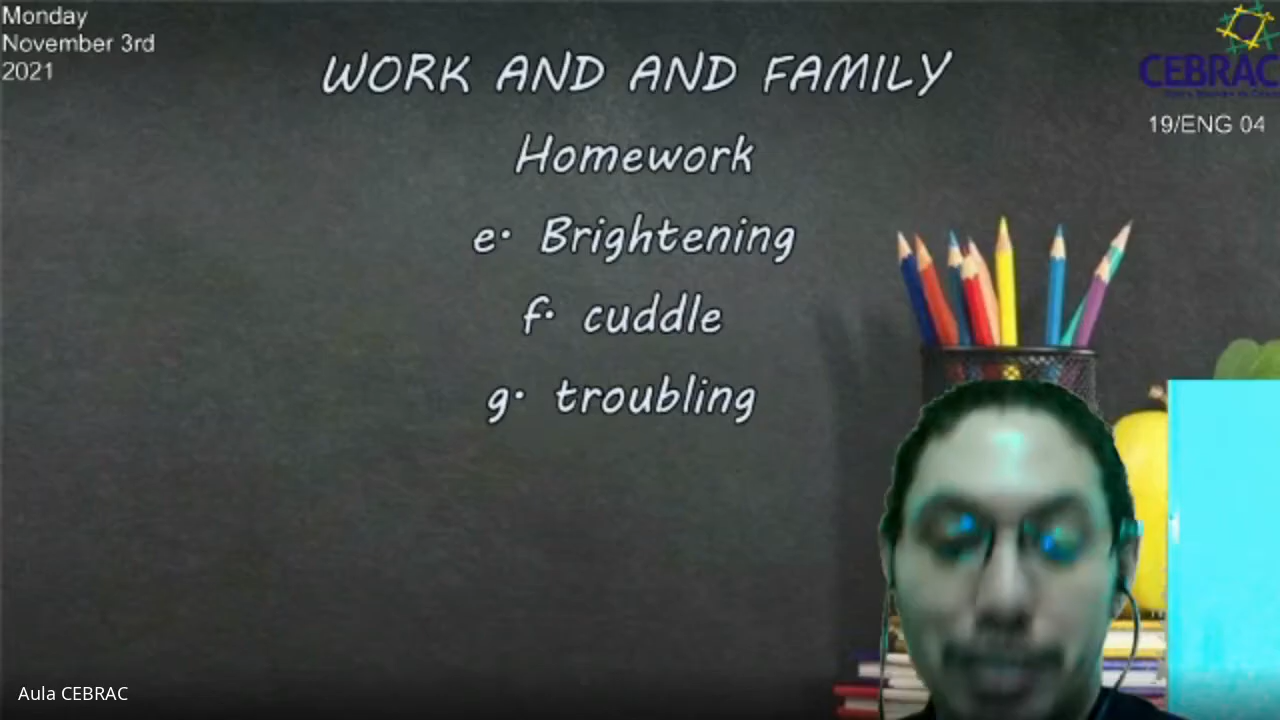 Monday
November 3rd
2021
WORK AND AND FAMILY
CEBRAC
19/ENG 04
Homework
e. Brightening
f. cuddle
g. troubling
Aula CEBRAC